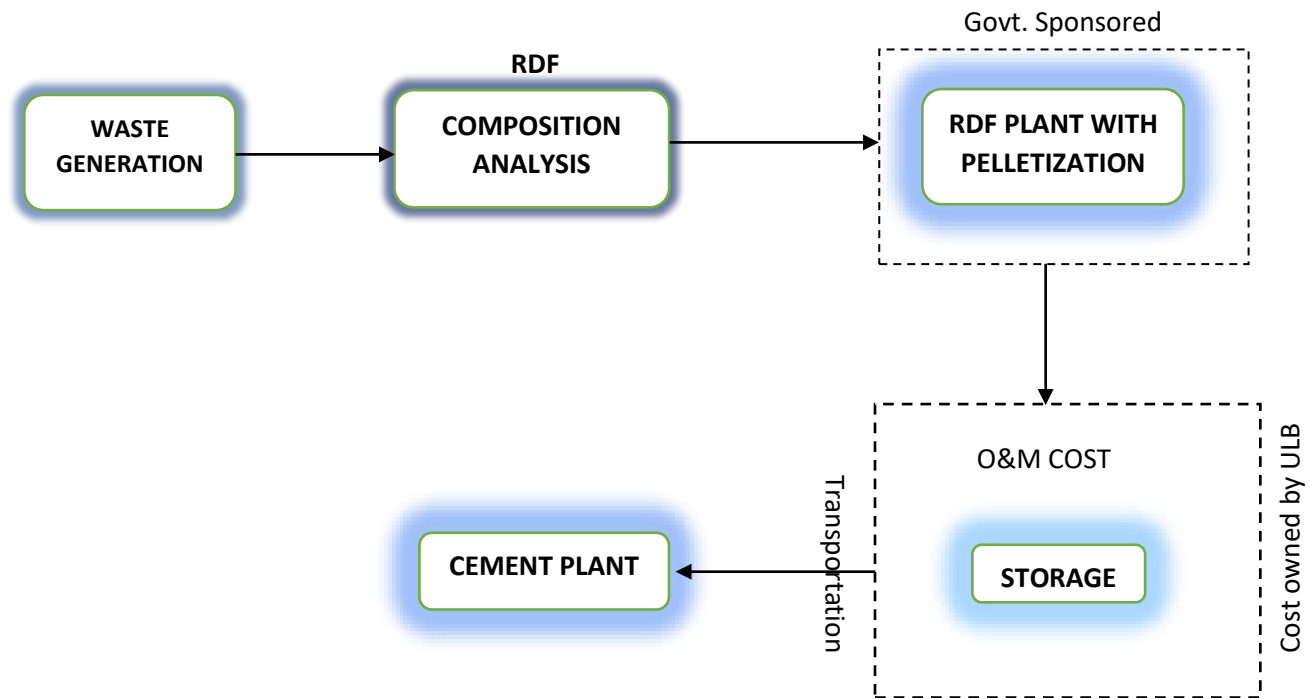 Govt. Sponsored
RDF
WASTE
GENERATION
COMPOSITION
ANALYSIS
RDF PLANT WITH
PELLETIZATION
O&M COST
STORAGE
Cost owned by ULB
Transportation
CEMENT PLANT